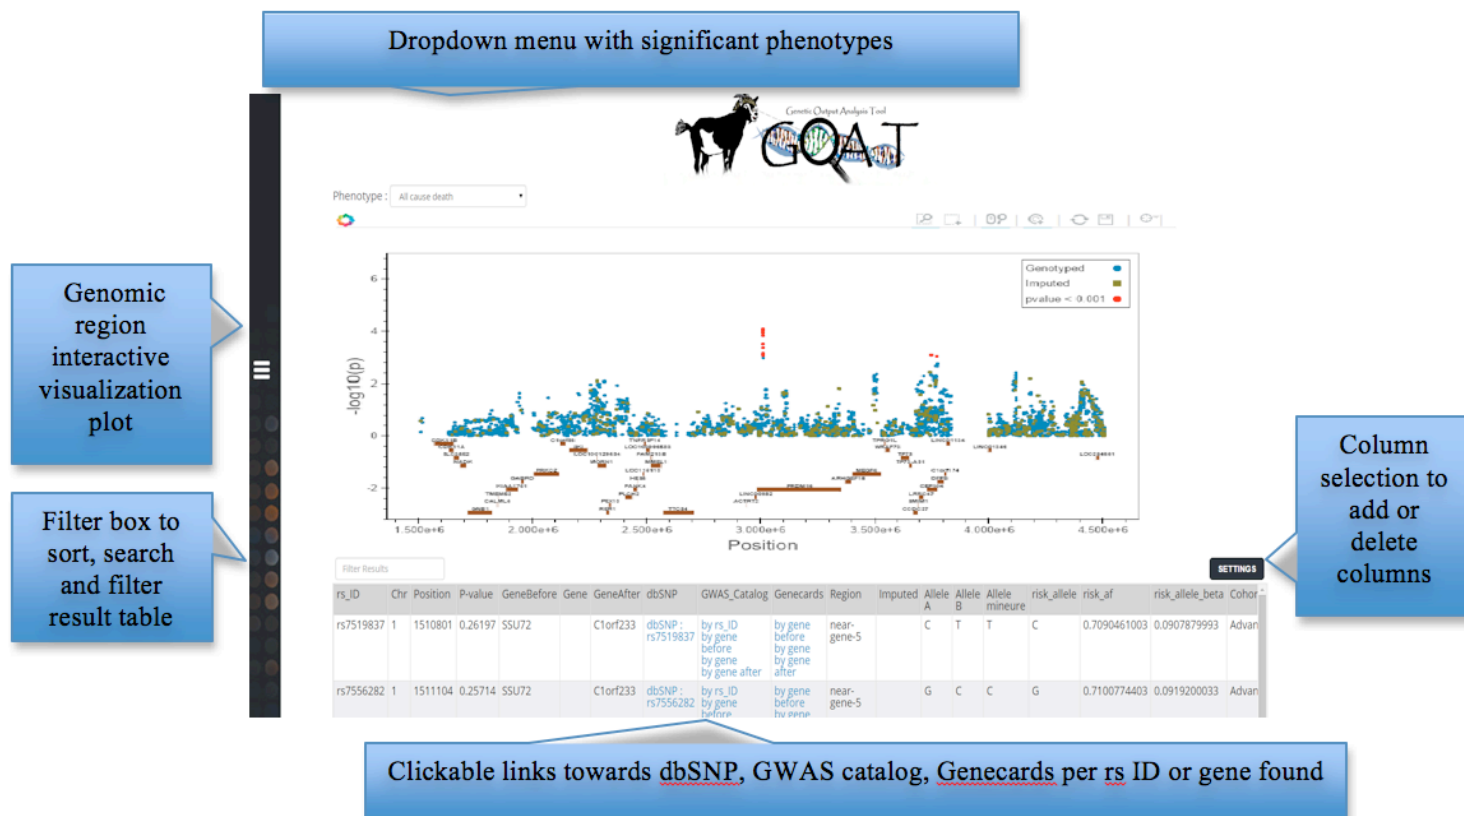 Dropdown menu with significant phenotypes
Genetic Output Analysis Tool
GOAT
Phenotype : All cause death
Genomic
region
interactive
visualization
plot
Genotyped
Imputed
pvalue < 0.001
-log10(p)
6
4
2
0
-2
1.500e+6 2.000e+6 2.500e+6 3.000e+6 3.500e+6 4.000e+6 4.500e+6
Position
Filter box to
sort, search
and filter
result table
Column
selection to
add or
delete
columns
Filter Results
SETTINGS
rs_ID Chr Position P-value GeneBefore Gene GeneAfter dbSNP GWAS_Catalog Genecards Region Imputed Allele Allele Allele risk_allele risk_af risk_allele_beta Cohor
A B mineure
rs7519837 1 1510801 0.26197 SSU72 C1orf233 dbSNP : by rs_ID by gene near- C T T C 0.7090461003 0.0907879993 Advan
rs7519837 by gene before gene-5
before by gene
by gene by gene
by gene after after
rs7556282 1 1511104 0.25714 SSU72 C1orf233 dbSNP : by rs_ID by gene near- G C C G 0.7100774403 0.0919200033 Advan
rs7556282 by gene before gene-5
before by gene
Clickable links towards dbSNP, GWAS catalog, Genecards per rs ID or gene found